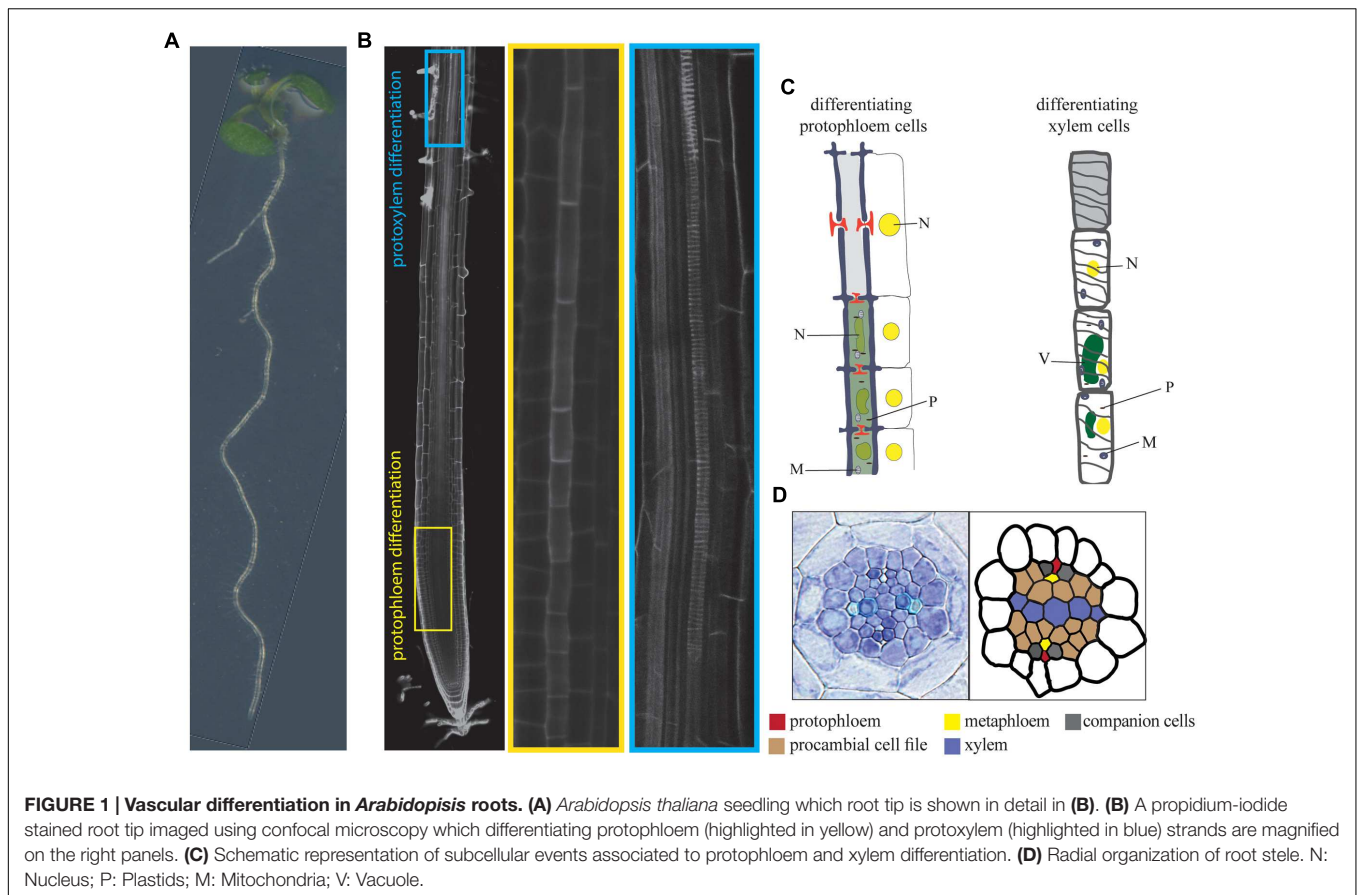 A
B
protoxylem differentiation
protophloem differentiation
C
differentiating
protophloem cells
N
N
P
M
differentiating
xylem cells
N
V
P
M
D
protophloem
metaphloem
companion cells
procambial cell file
xylem
FIGURE 1 | Vascular differentiation in Arabidopisis roots. (A) Arabidopsis thaliana seedling which root tip is shown in detail in (B). (B) A propidium-iodide
stained root tip imaged using confocal microscopy which differentiating protophloem (highlighted in yellow) and protoxylem (highlighted in blue) strands are magnified
on the right panels. (C) Schematic representation of subcellular events associated to protophloem and xylem differentiation. (D) Radial organization of root stele. N:
Nucleus; P: Plastids; M: Mitochondria; V: Vacuole.